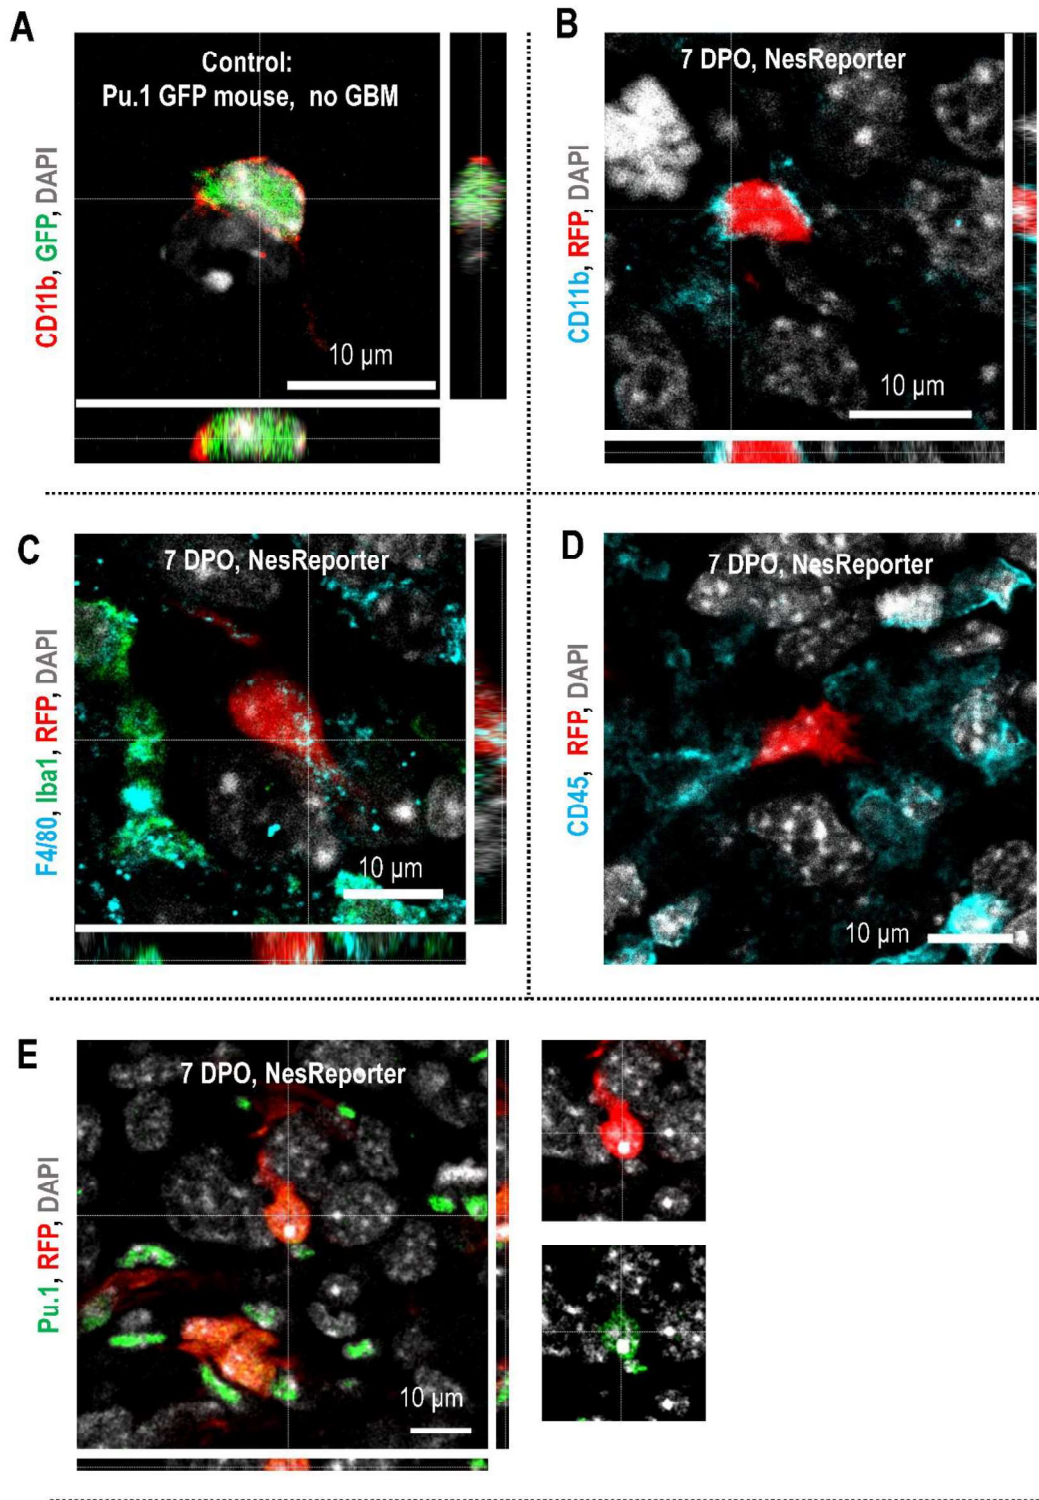 A
Control:
Pu.1 GFP mouse, no GBM
CD11b, GFP, DAPI
10 µm
B
7 DPO, NesReporter
CD11b, RFP, DAPI
10 µm
C
7 DPO, NesReporter
F4/80, Iba1, RFP, DAPI
10 µm
D
7 DPO, NesReporter
CD45, RFP, DAPI
10 µm
E
7 DPO, NesReporter
Pu.1, RFP, DAPI
10 µm